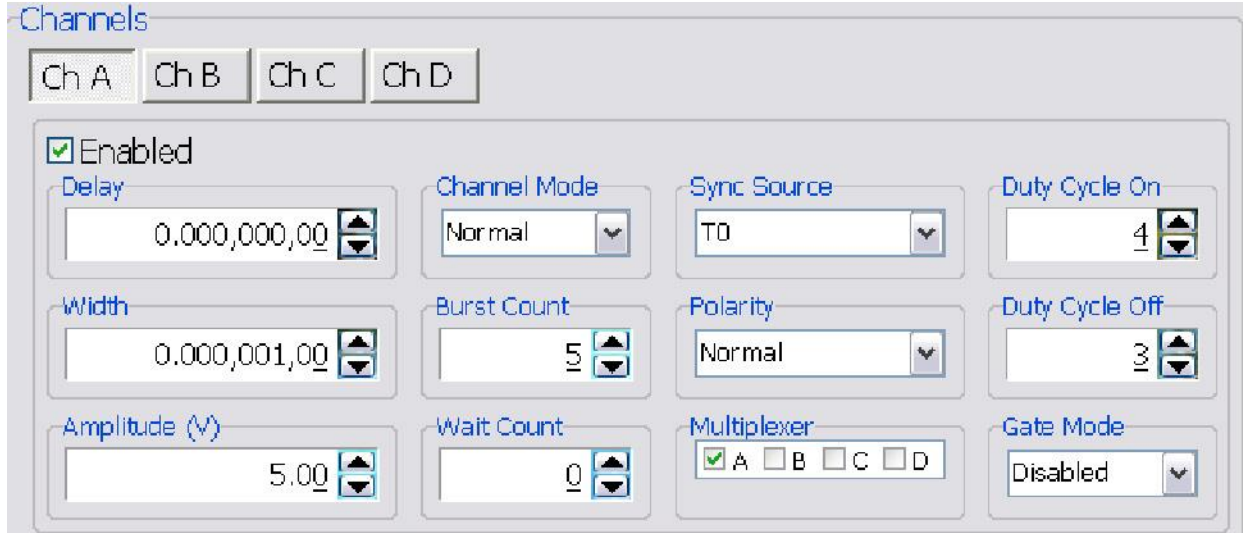 Channels
Ch A Ch B Ch C Ch D
Enabled
Delay Channel Mode Sync Source Duty Cycle On
0.000,000,00 Normal T0 4
Width Burst Count Polarity Duty Cycle Off
0.000,001,00 5 Normal 3
Amplitude (V) Wait Count Multiplexer Gate Mode
5.00 0 A B C D Disabled